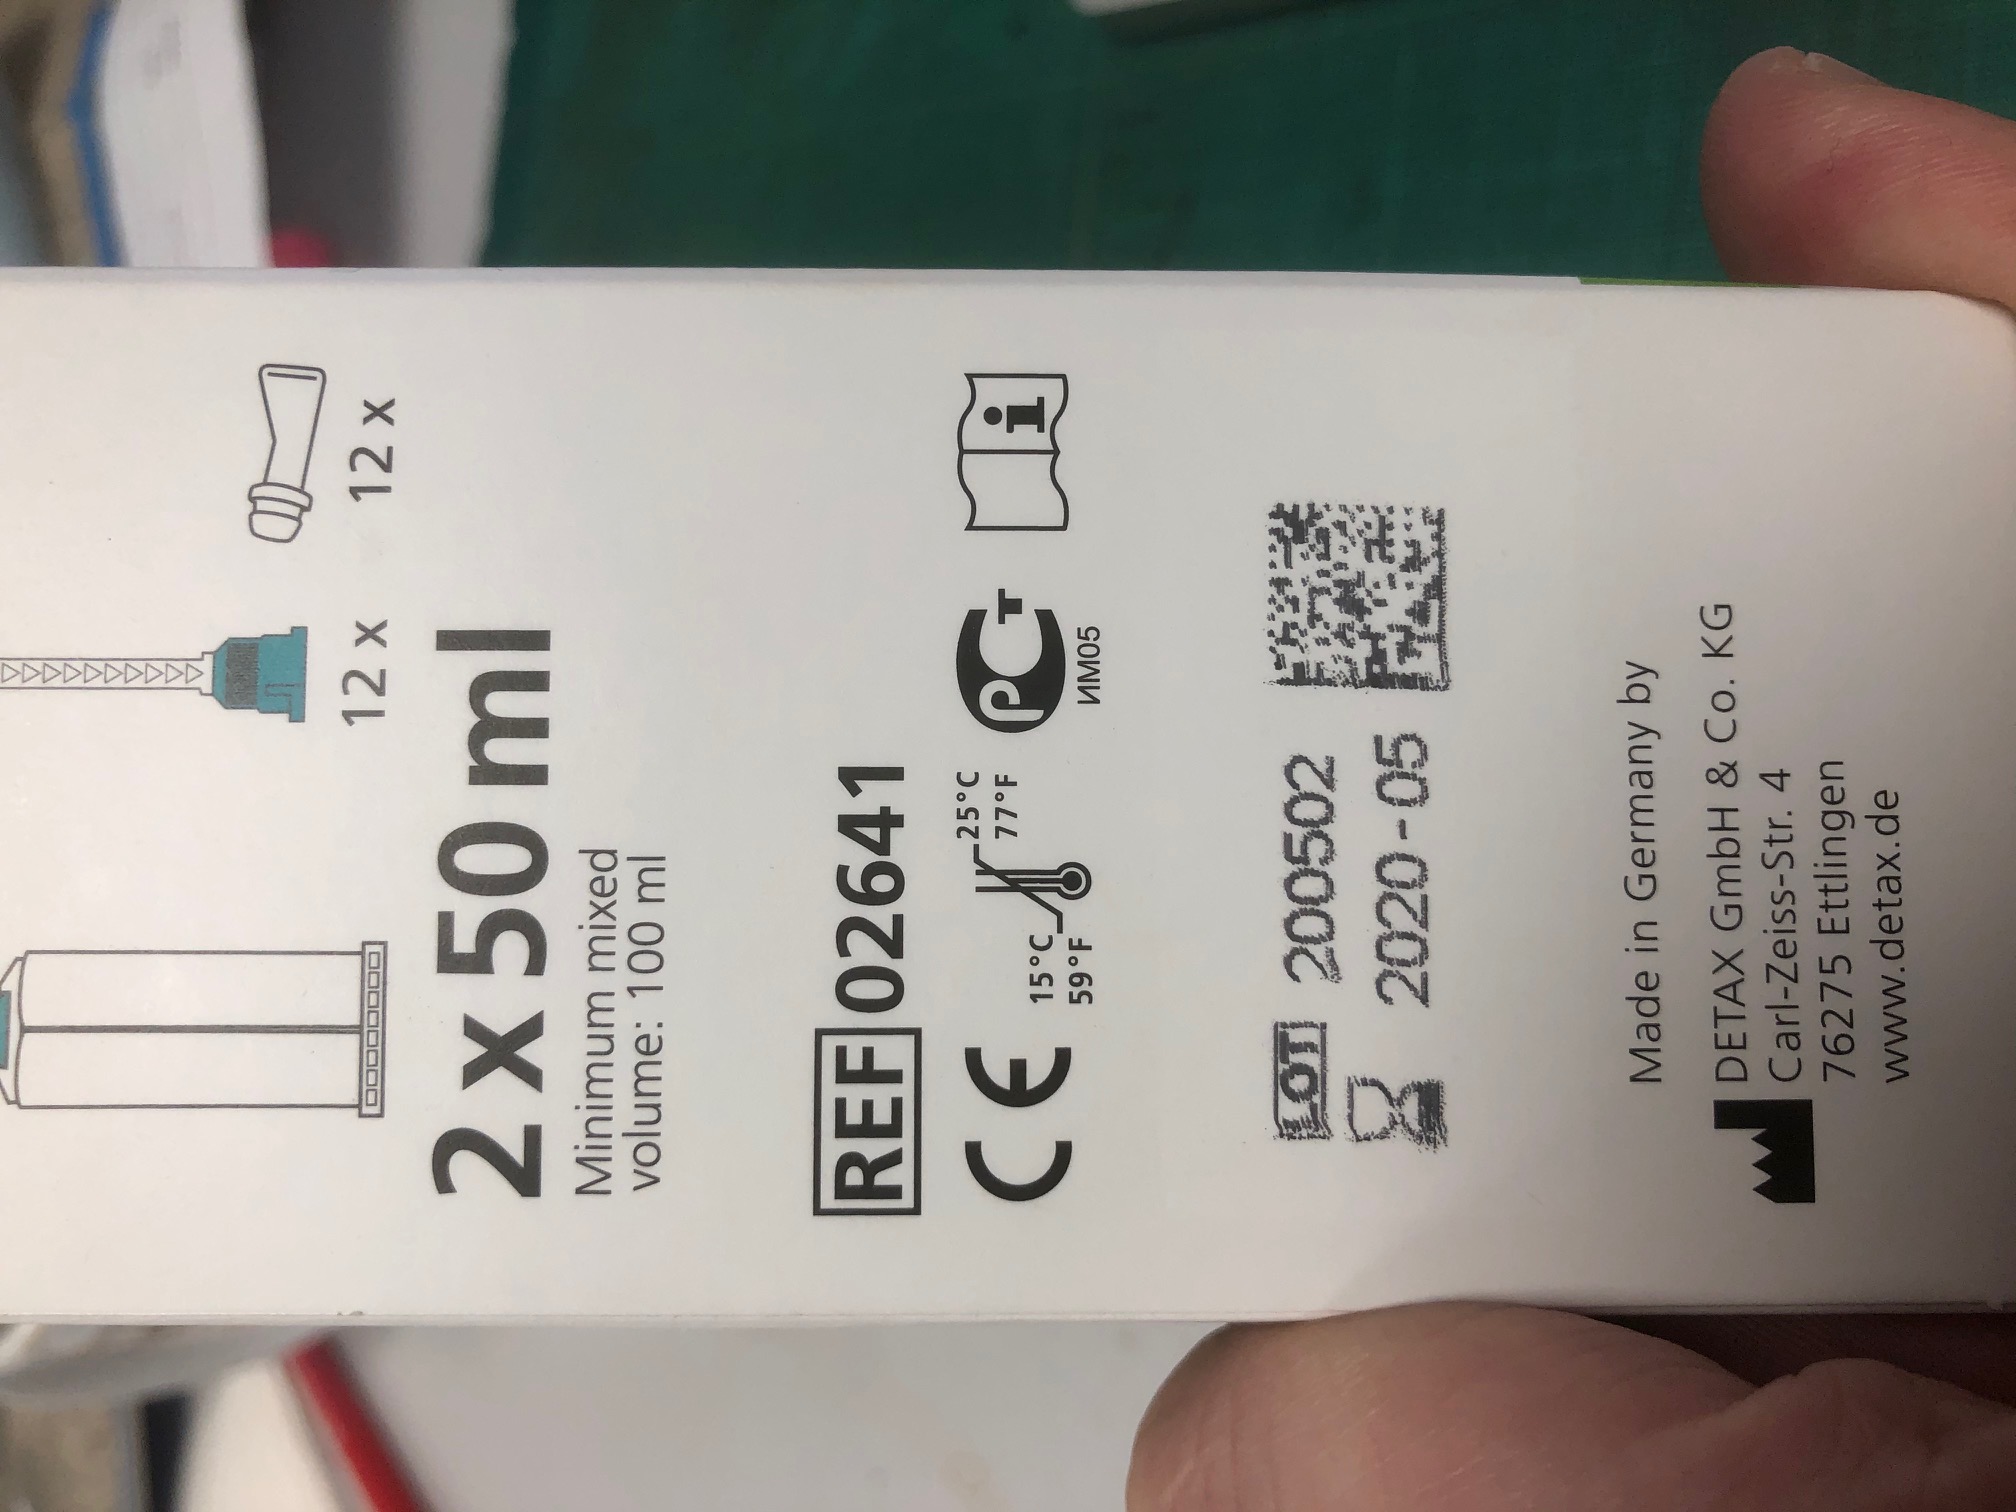 12 x
12 x
2 x 50 ml
Minimum mixed
volume: 100 ml
REF 02641
CE
15°C
59°F
25°C
77°F
РСТ
ИМ05
i
LOT 200502
2020-05
Made in Germany by
DETAX GmbH & Co. KG
Carl-Zeiss-Str. 4
76275 Ettlingen
www.detax.de